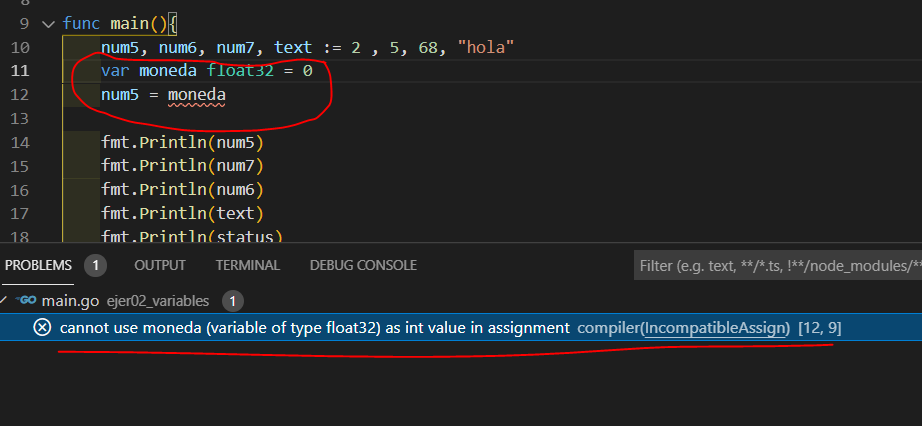 8
9 func main(){
10 num5, num6, num7, text := 2 , 5, 68, "hola"
11 var moneda float32 = 0
12 num5 = moneda
13
14 fmt.Println(num5)
15 fmt.Println(num7)
16 fmt.Println(num6)
17 fmt.Println(text)
18 fmt.Println(status)
PROBLEMS 1 OUTPUT TERMINAL DEBUG CONSOLE Filter (e.g. text, **/*.ts, !**/node_modules/**
GO main.go ejer02_variables 1
cannot use moneda (variable of type float32) as int value in assignment compiler(IncompatibleAssign) [12, 9]